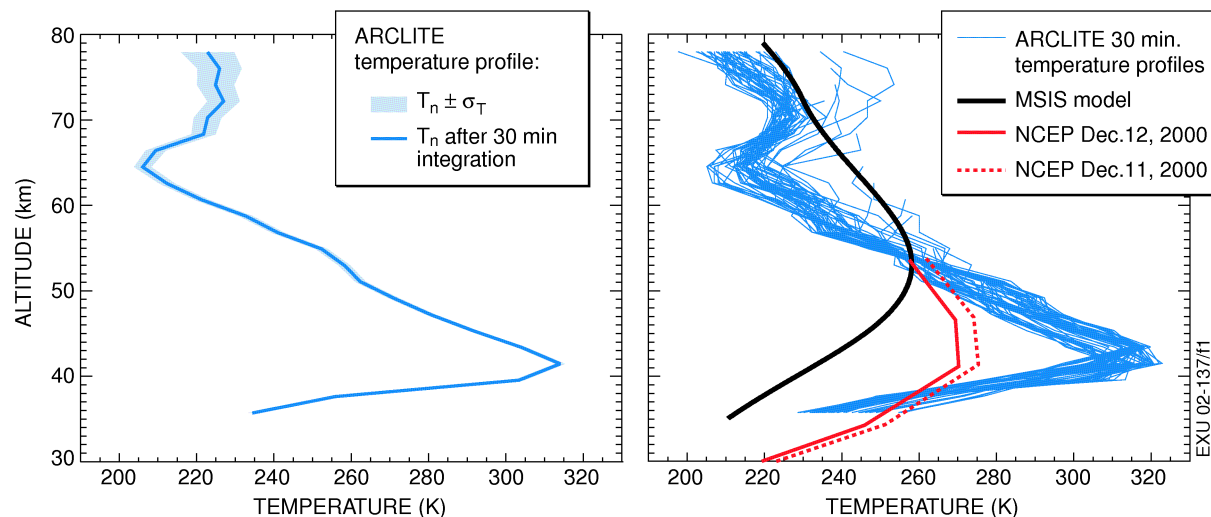 ARCLITE
temperature profile:
Tn ± σT
Tn after 30 min
integration
80
70
60
50
40
30
ALTITUDE (km)
200 220 240 260 280 300 320
TEMPERATURE (K)
ARCLITE 30 min.
temperature profiles
MSIS model
NCEP Dec.12, 2000
NCEP Dec.11, 2000
200 220 240 260 280 300 320
TEMPERATURE (K)
EXU 02-137/f1